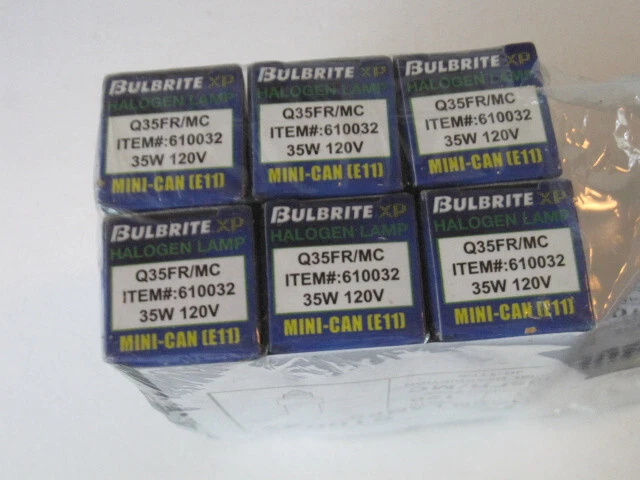 BULBRITE XP
HALOGEN LAMP
Q35FR/MC
ITEM#:610032
35W 120V
MINI-CAN (E11)
BULBRITE XP
HALOGEN LAMP
Q35FR/MC
ITEM#:610032
35W 120V
MINI-CAN (E11)
BULBRITE XP
HALOGEN LAMP
Q35FR/MC
ITEM#:610032
35W 120V
MINI-CAN (E11)
BULBRITE XP
HALOGEN LAMP
Q35FR/MC
ITEM#:610032
35W 120V
MINI-CAN (E11)
BULBRITE XP
HALOGEN LAMP
Q35FR/MC
ITEM#:610032
35W 120V
MINI-CAN (E11)
BULBRITE XP
HALOGEN LAMP
Q35FR/MC
ITEM#:610032
35W 120V
MINI-CAN (E11)